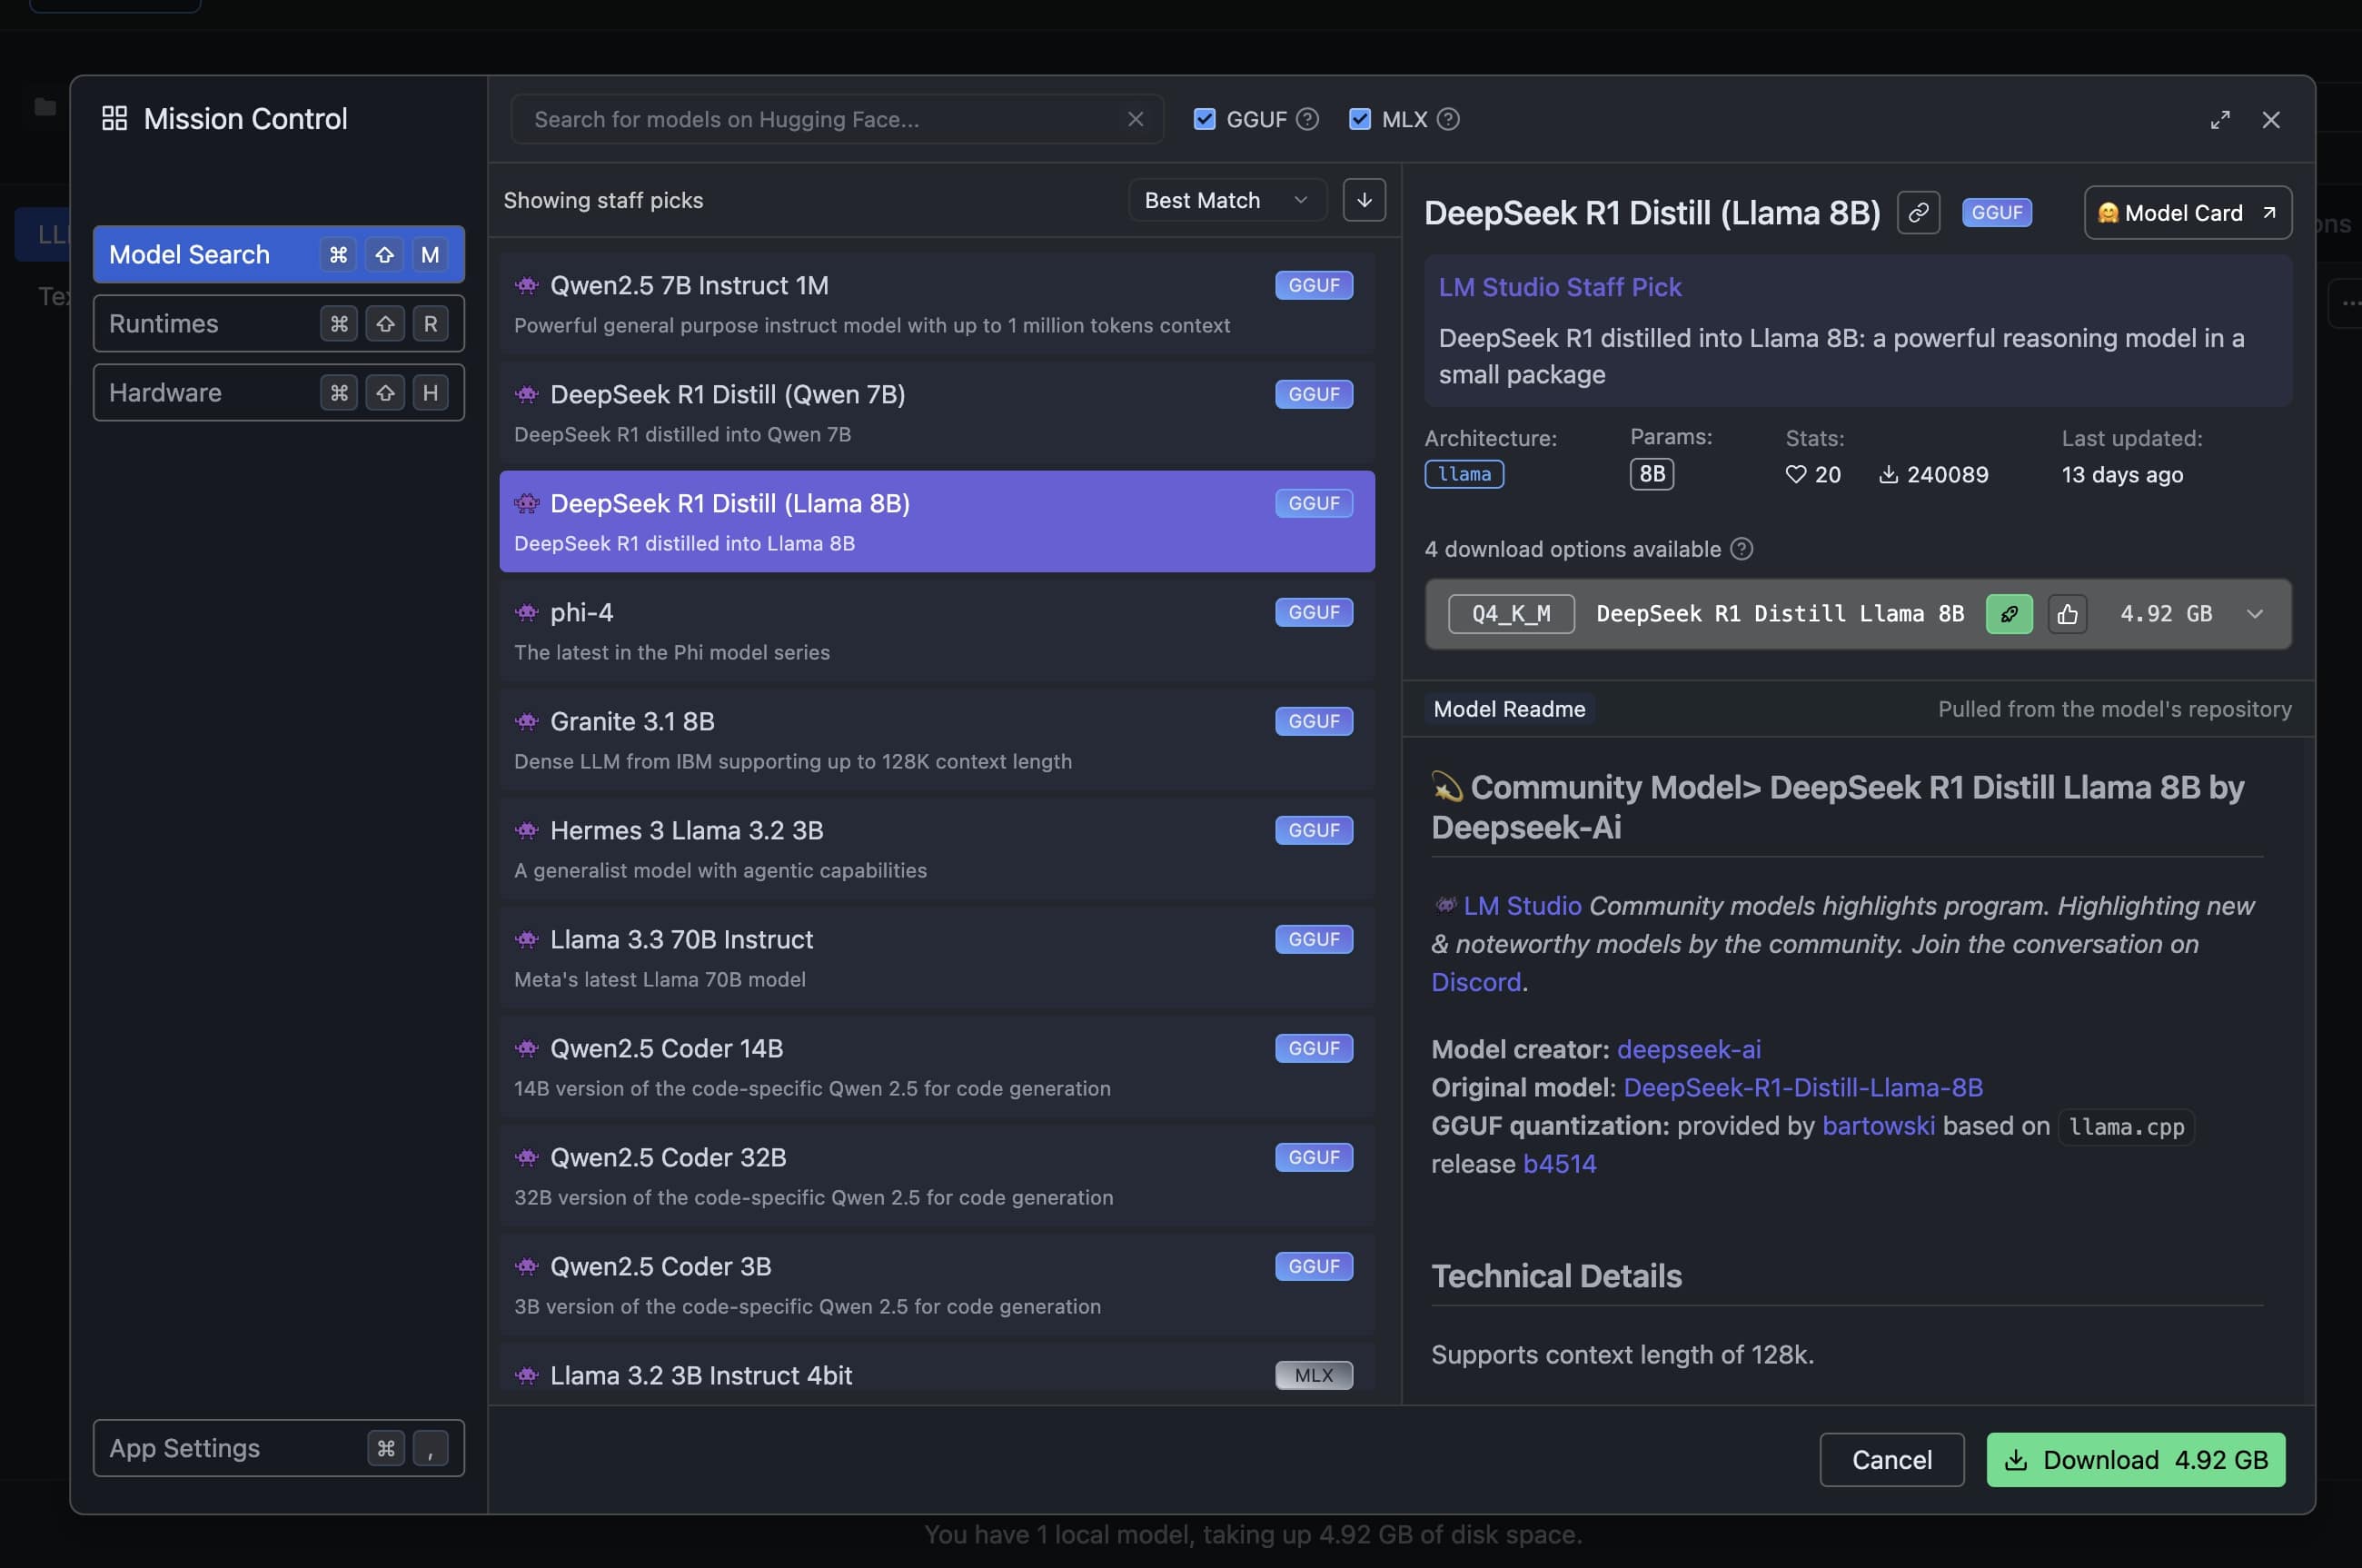 Mission Control
Search for models on Hugging Face...
GGUF
MLX
Model Search ⌘ ⇧ M
Runtimes ⌘ ⇧ R
Hardware ⌘ ⇧ H
App Settings ⌘ ,
Showing staff picks
Best Match
Qwen2.5 7B Instruct 1M GGUF
Powerful general purpose instruct model with up to 1 million tokens context
DeepSeek R1 Distill (Qwen 7B) GGUF
DeepSeek R1 distilled into Qwen 7B
DeepSeek R1 Distill (Llama 8B) GGUF
DeepSeek R1 distilled into Llama 8B
phi-4 GGUF
The latest in the Phi model series
Granite 3.1 8B GGUF
Dense LLM from IBM supporting up to 128K context length
Hermes 3 Llama 3.2 3B GGUF
A generalist model with agentic capabilities
Llama 3.3 70B Instruct GGUF
Meta's latest Llama 70B model
Qwen2.5 Coder 14B GGUF
14B version of the code-specific Qwen 2.5 for code generation
Qwen2.5 Coder 32B GGUF
32B version of the code-specific Qwen 2.5 for code generation
Qwen2.5 Coder 3B GGUF
3B version of the code-specific Qwen 2.5 for code generation
Llama 3.2 3B Instruct 4bit MLX
DeepSeek R1 Distill (Llama 8B) GGUF 🤗 Model Card
LM Studio Staff Pick
DeepSeek R1 distilled into Llama 8B: a powerful reasoning model in a
small package
Architecture: Params: Stats: Last updated:
llama 8B 20 240089 13 days ago
4 download options available
Q4_K_M DeepSeek R1 Distill Llama 8B 4.92 GB
Model Readme Pulled from the model's repository
💫 Community Model> DeepSeek R1 Distill Llama 8B by
Deepseek-Ai
👾 LM Studio Community models highlights program. Highlighting new
& noteworthy models by the community. Join the conversation on
Discord.
Model creator: deepseek-ai
Original model: DeepSeek-R1-Distill-Llama-8B
GGUF quantization: provided by bartowski based on llama.cpp
release b4514
Technical Details
Supports context length of 128k.
Cancel
Download 4.92 GB
You have 1 local model, taking up 4.92 GB of disk space.